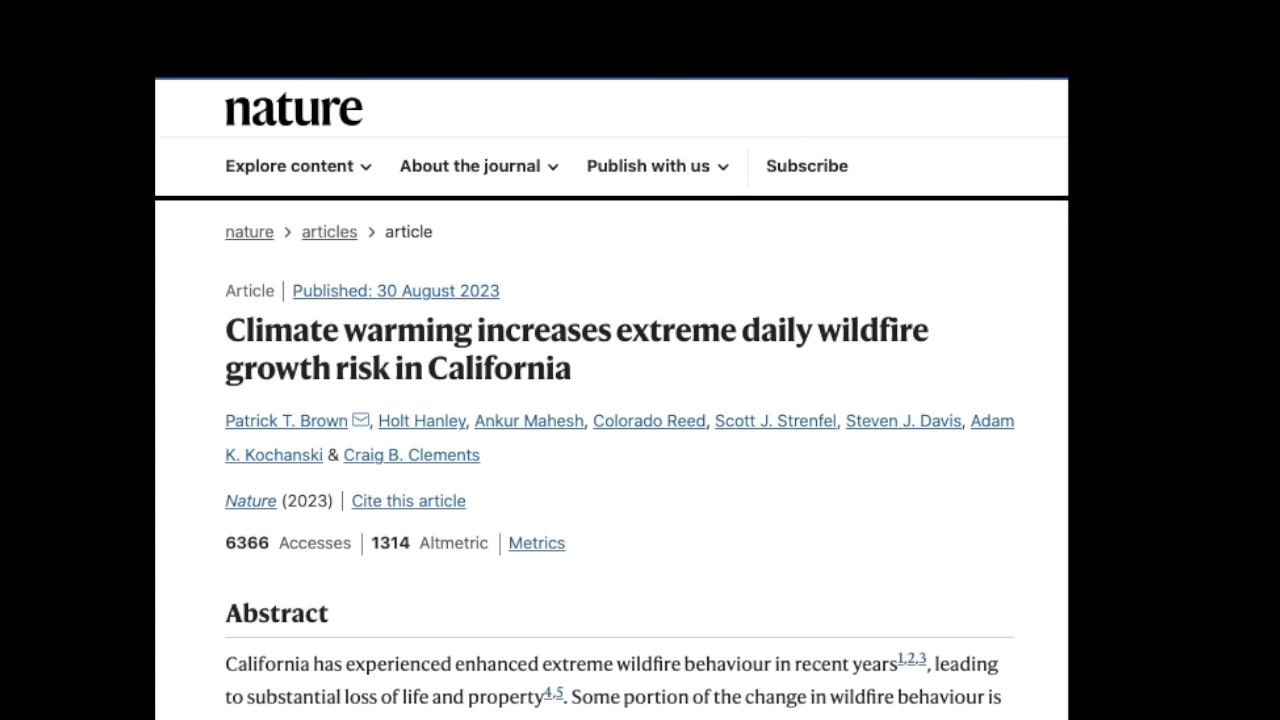 nature
Explore content About the journal Publish with us Subscribe
nature > articles > article
Article | Published: 30 August 2023
Climate warming increases extreme daily wildfire
growth risk in California
Patrick T. Brown, Holt Hanley, Ankur Mahesh, Colorado Reed, Scott J. Strenfel, Steven J. Davis, Adam
K. Kochanski & Craig B. Clements
Nature (2023) | Cite this article
6366 Accesses | 1314 Altmetric | Metrics
Abstract
California has experienced enhanced extreme wildfire behaviour in recent years1,2,3, leading
to substantial loss of life and property4,5. Some portion of the change in wildfire behaviour is